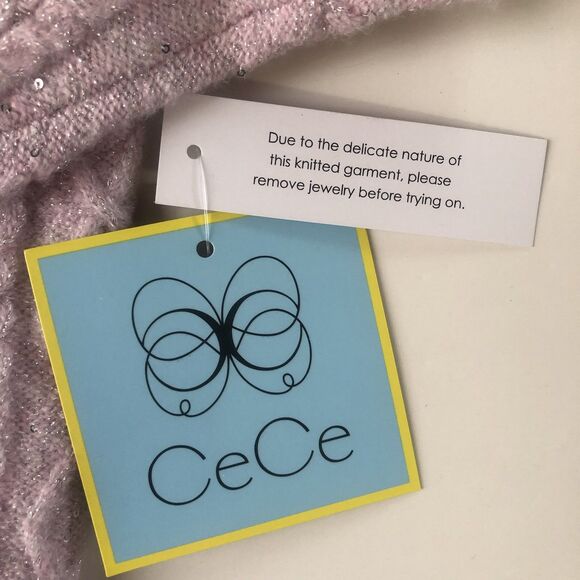 Due to the delicate nature of
this knitted garment, please
remove jewelry before trying on.
CeCe